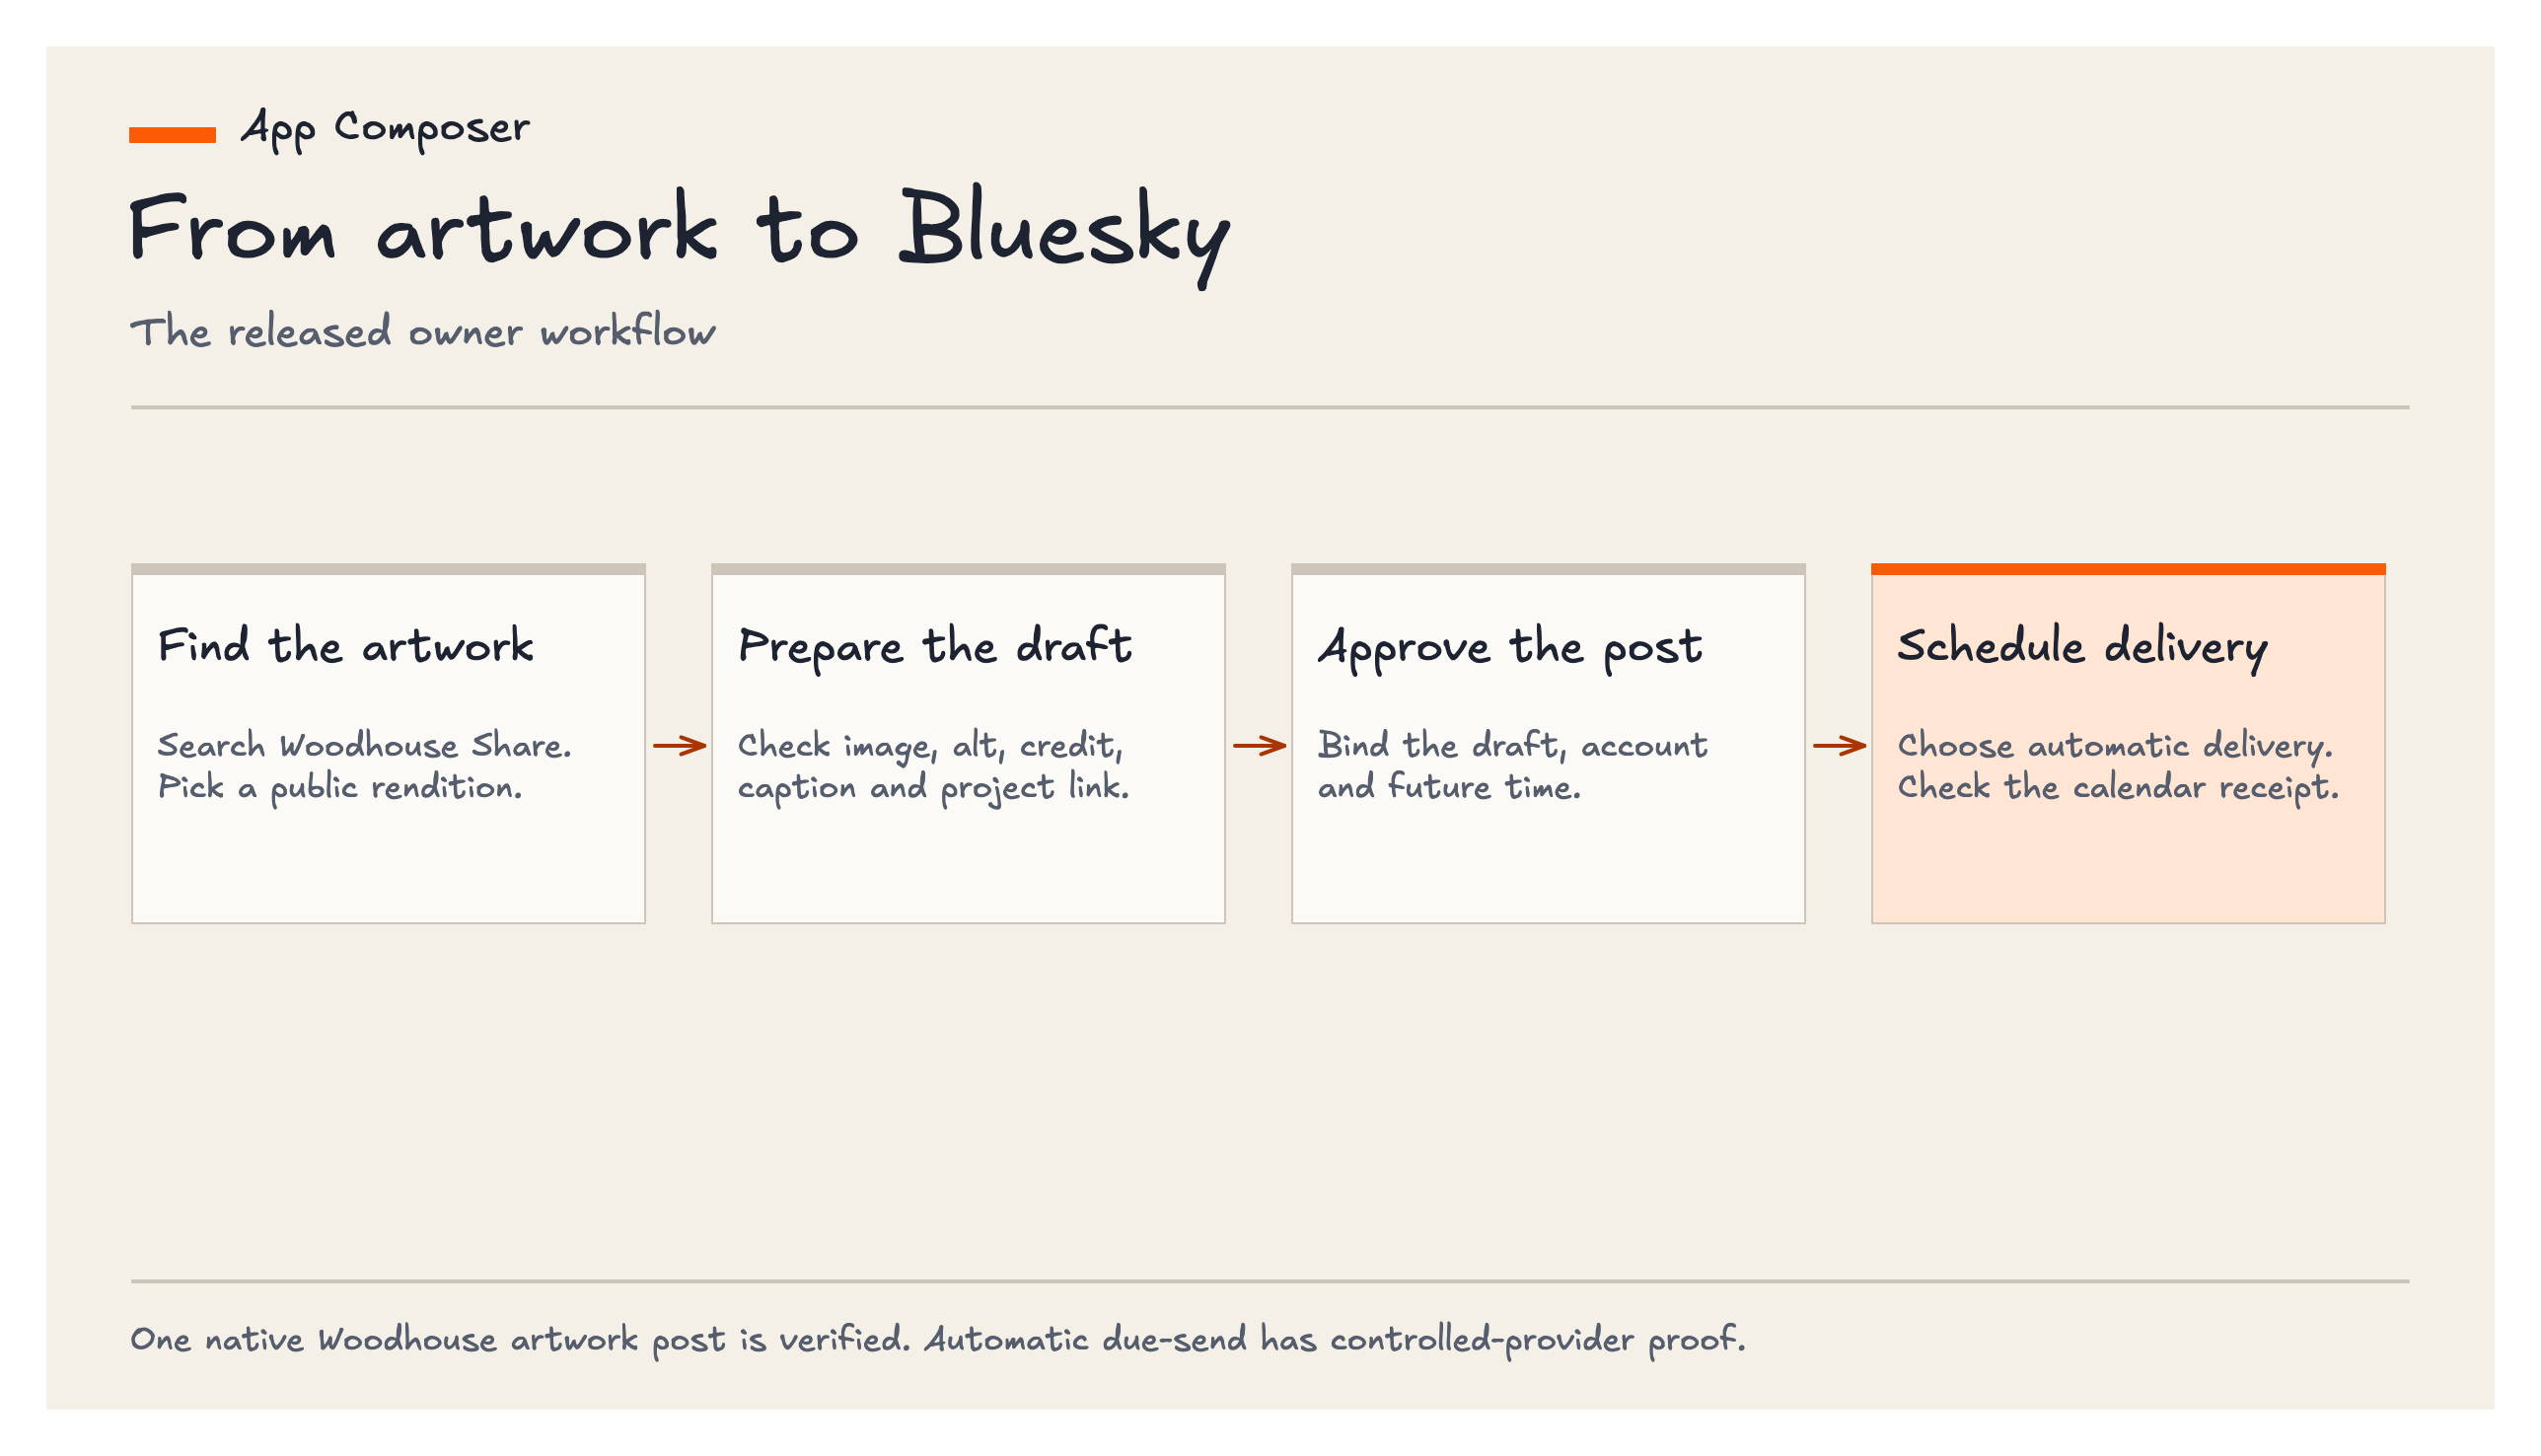 App Composer
From artwork to Bluesky
The released owner workflow
Find the artwork
Search Woodhouse Share.
Pick a public rendition.
Prepare the draft
Check image, alt, credit,
caption and project link.
Approve the post
Bind the draft, account
and future time.
Schedule delivery
Choose automatic delivery.
Check the calendar receipt.
One native Woodhouse artwork post is verified. Automatic due-send has controlled-provider proof.